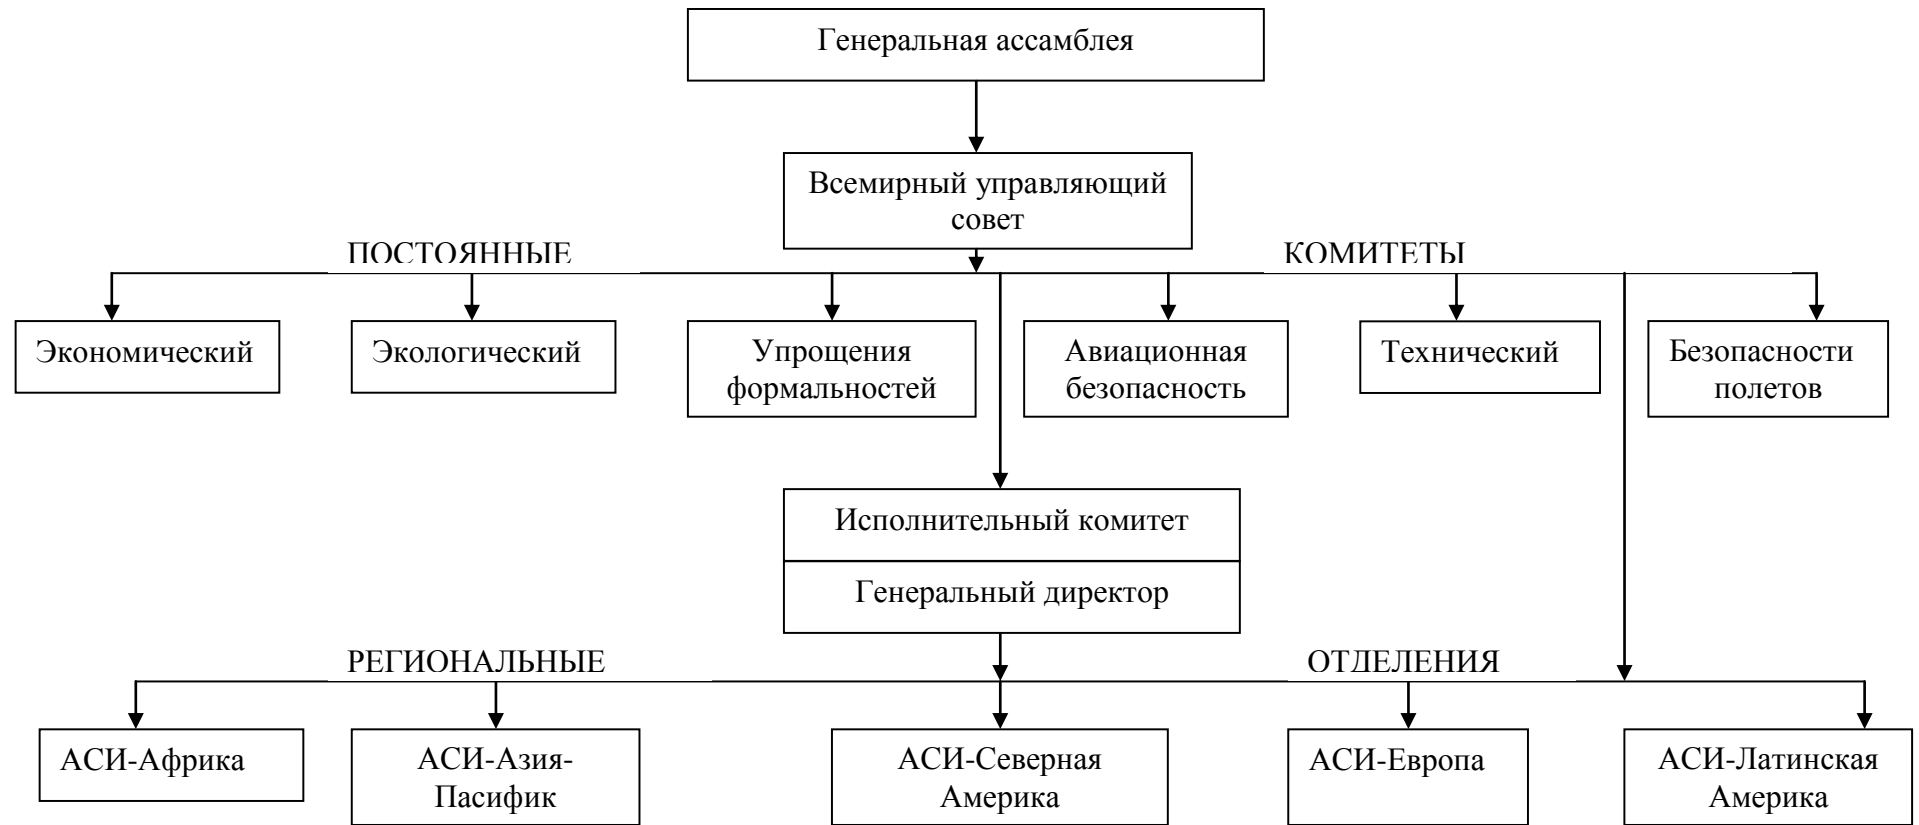 Генеральная ассамблея
Всемирный управляющий
совет
ПОСТОЯННЫЕ
КОМИТЕТЫ
Экономический
Экологический
Упрощения
формальностей
Авиационная
безопасность
Технический
Безопасности
полетов
Исполнительный комитет
Генеральный директор
РЕГИОНАЛЬНЫЕ
ОТДЕЛЕНИЯ
АСИ-Африка
АСИ-Азия-
Пасифик
АСИ-Северная
Америка
АСИ-Европа
АСИ-Латинская
Америка